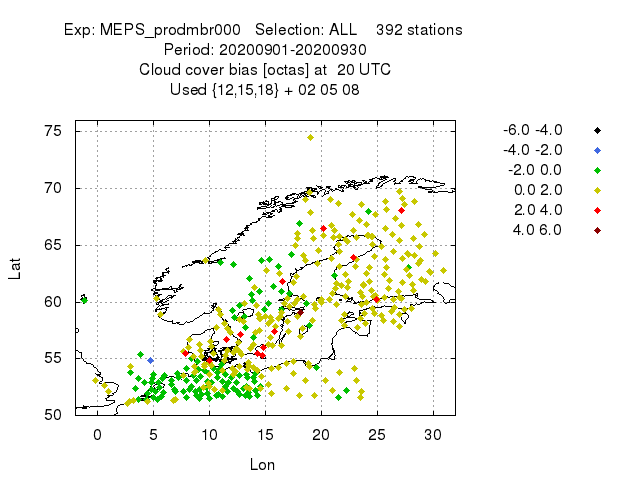 Exp: MEPS_prodmbr000   Selection: ALL    392 stations
Period: 20200901-20200930
Cloud cover bias [octas] at  20 UTC
Used {12,15,18} + 02 05 08
75
70
65
60
55
50
Lat
0 5 10 15 20 25 30
Lon
-6.0 -4.0
-4.0 -2.0
-2.0 0.0
0.0 2.0
2.0 4.0
4.0 6.0